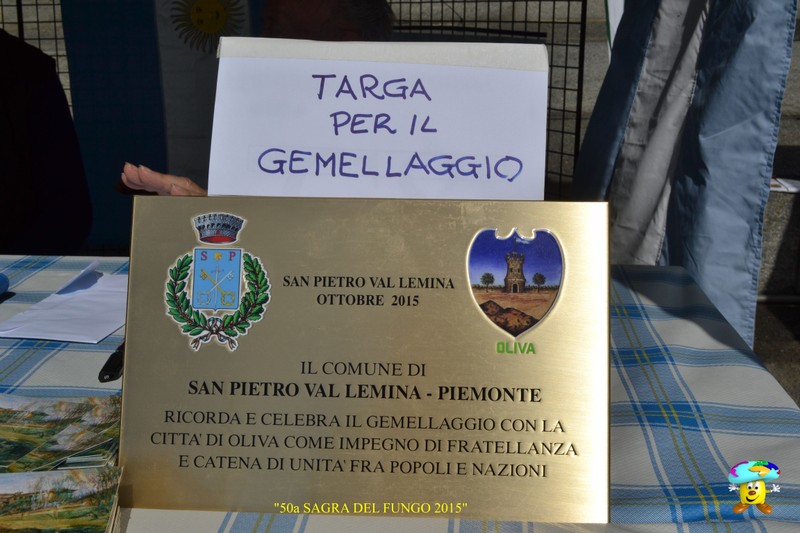 TARGA
PER IL
GEMELLAGGIO
S P
SAN PIETRO VAL LEMINA
OTTOBRE 2015
OLIVA
IL COMUNE DI
SAN PIETRO VAL LEMINA - PIEMONTE
RICORDA E CELEBRA IL GEMELLAGGIO CON LA
CITTA' DI OLIVA COME IMPEGNO DI FRATELLANZA
E CATENA DI UNITA' FRA POPOLI E NAZIONI
"50a SAGRA DEL FUNGO 2015"